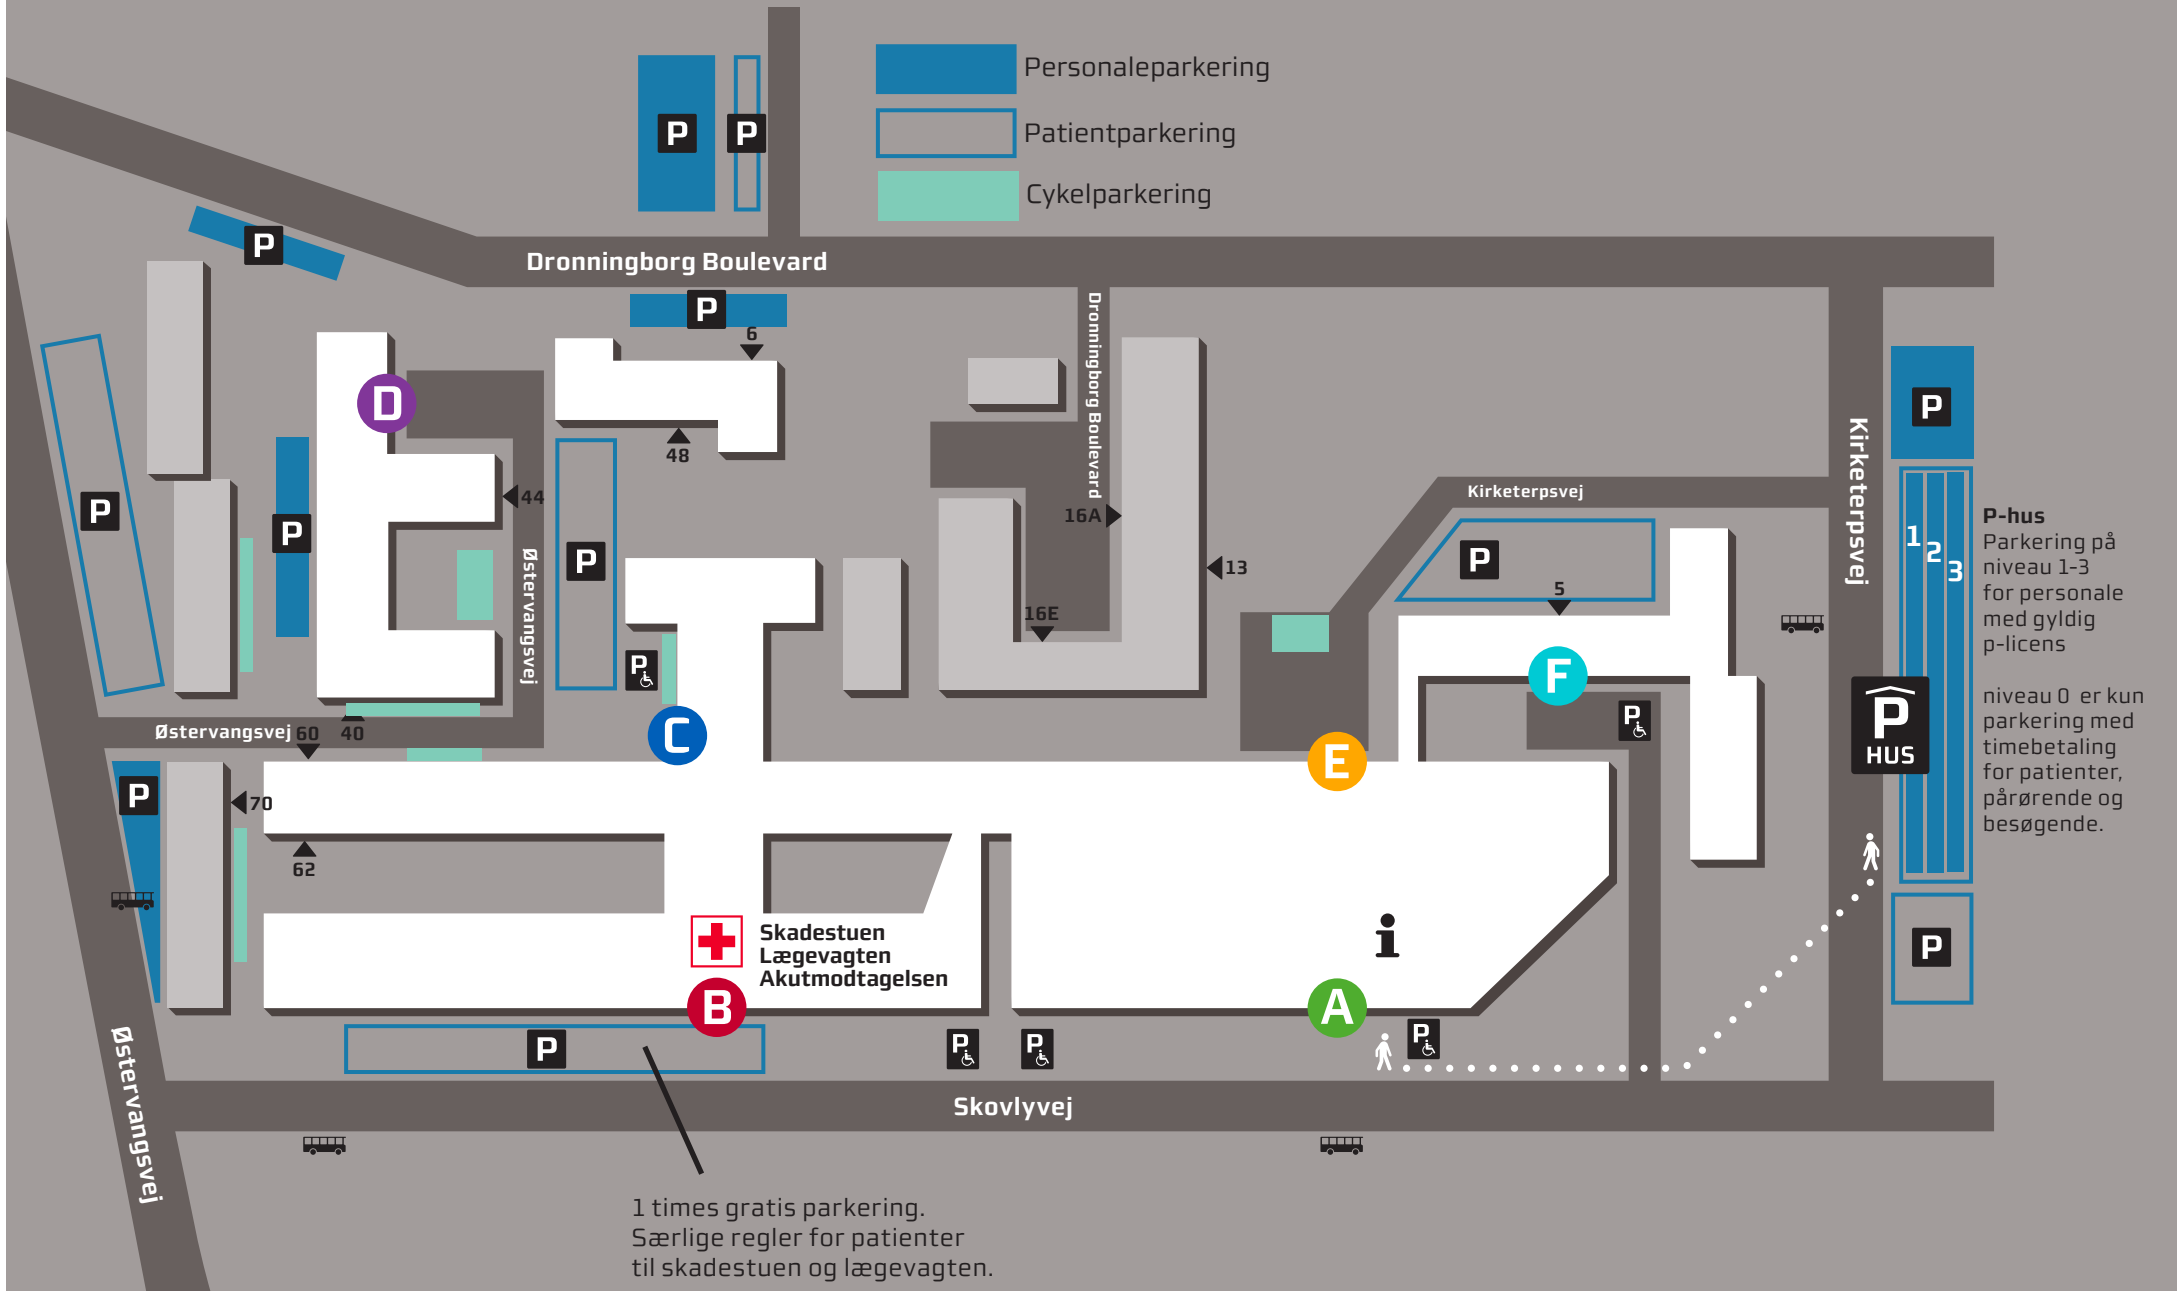 Personaleparkering
Patientparkering
Cykelparkering
P
P
P
Dronningborg Boulevard
P
6
Dronningborg Boulevard
D
48
P
Kirketerpsvej
44
P
P
P
Østervangsvej
16A
13
16E
Kirketerpsvej
P
5
1
2
3
P-hus
Parkering på
niveau 1-3
for personale
med gyldig
p-licens
niveau 0 er kun
parkering med
timebetaling
for patienter,
pårørende og
besøgende.
P
C
F
P
P
HUS
Østervangsvej
60
40
E
P
70
62
Skadestuen
Lægevagten
Akutmodtagelsen
i
P
B
A
P
P
P
P
Østervangsvej
Skovlyvej
1 times gratis parkering.
Særlige regler for patienter
til skadestuen og lægevagten.